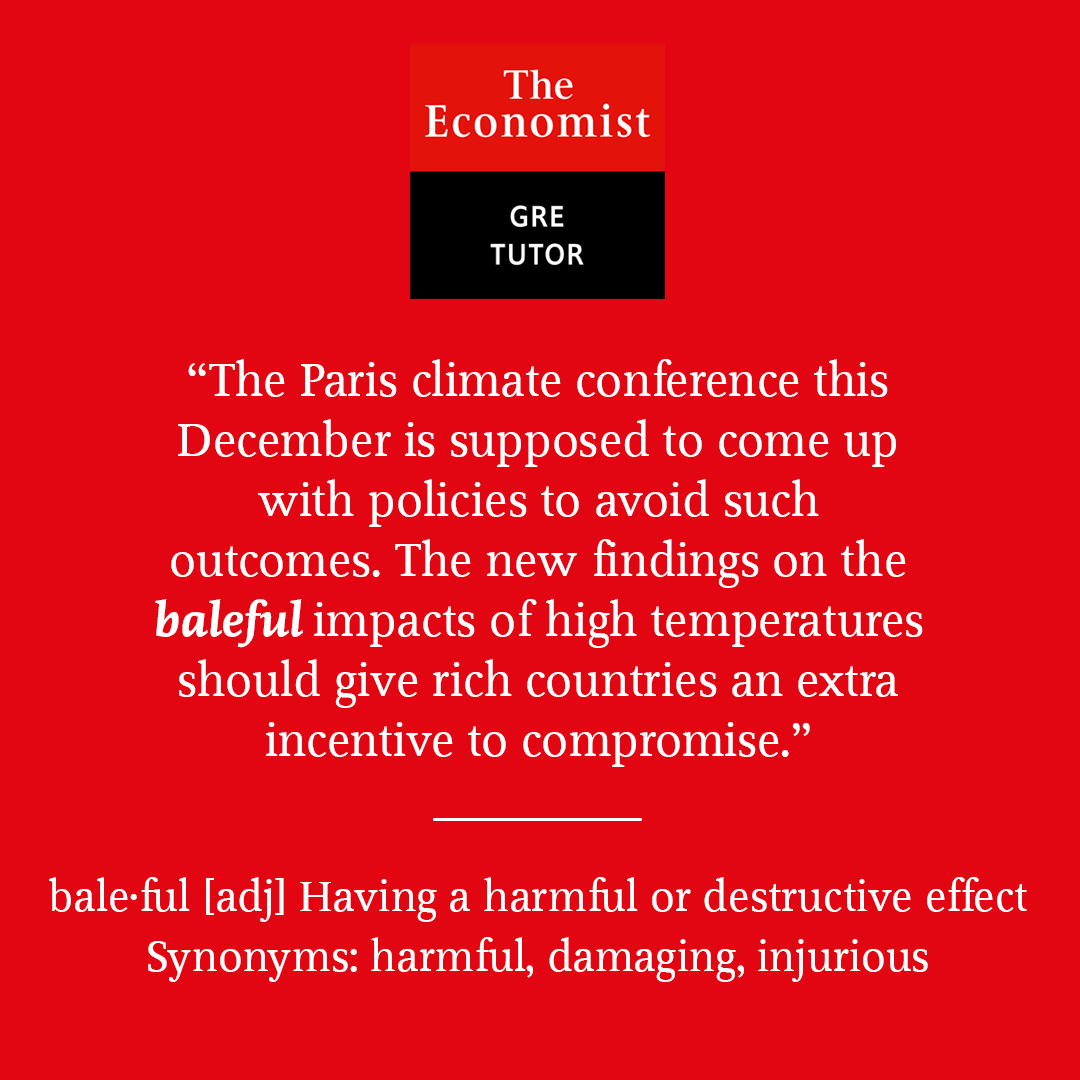 The
Economist
GRE
TUTOR
“The Paris climate conference this
December is supposed to come up
with policies to avoid such
outcomes. The new findings on the
baleful impacts of high temperatures
should give rich countries an extra
incentive to compromise.”
bale·ful [adj] Having a harmful or destructive effect
Synonyms: harmful, damaging, injurious